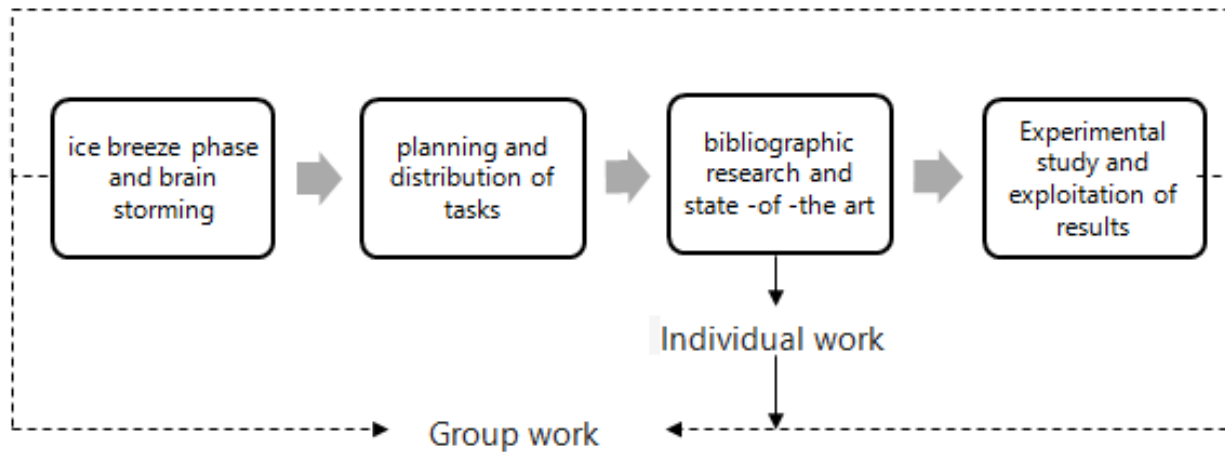 ice breeze phase
and brain
storming
planning and
distribution of
tasks
bibliographic
research and
state -of -the art
Experimental
study and
exploitation of
results
Individual work
Group work